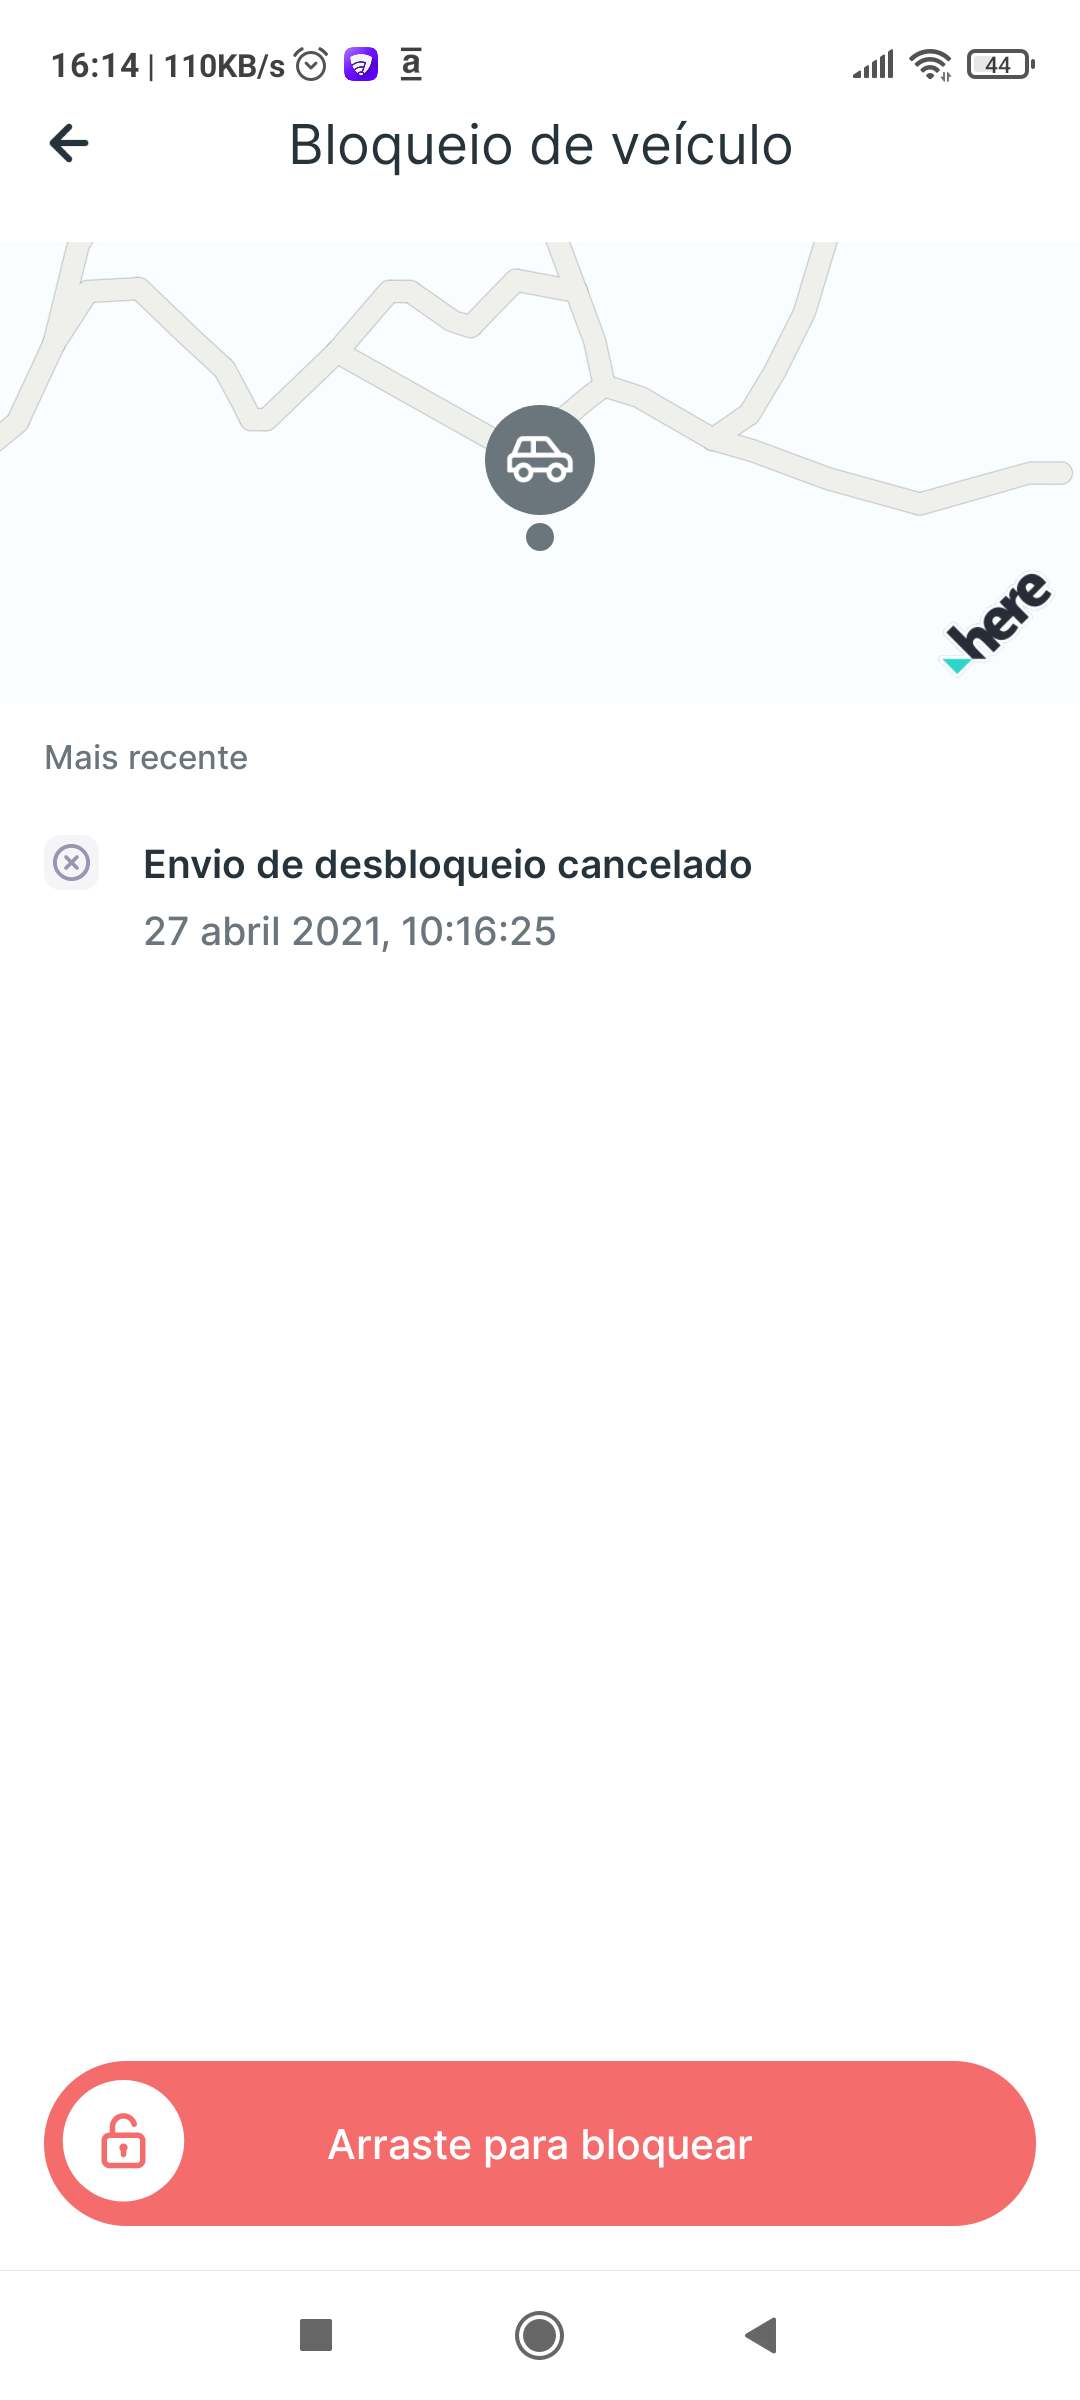 16:14 | 110KB/s a 44
Bloqueio de veículo
here
Mais recente
Envio de desbloqueio cancelado
27 abril 2021, 10:16:25
Arraste para bloquear